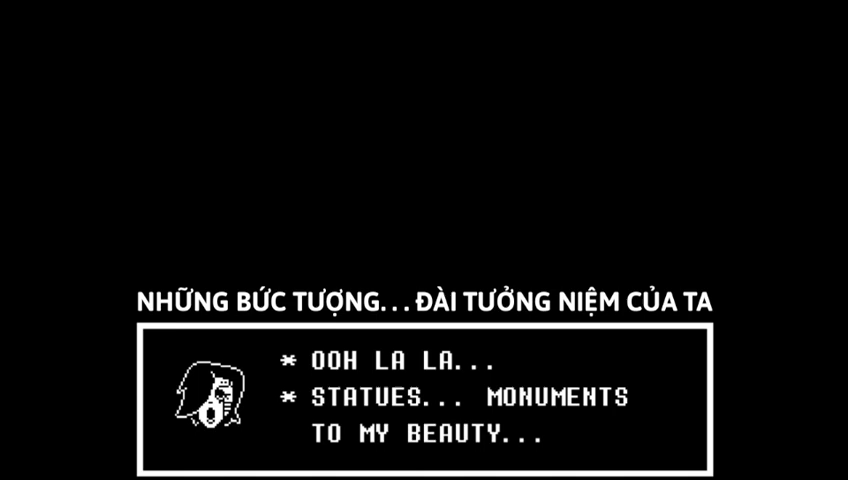 NHỮNG BỨC TƯỢNG... ĐÀI TƯỞNG NIỆM CỦA TA
* OOH LA LA...
* STATUES... MONUMENTS
TO MY BEAUTY...